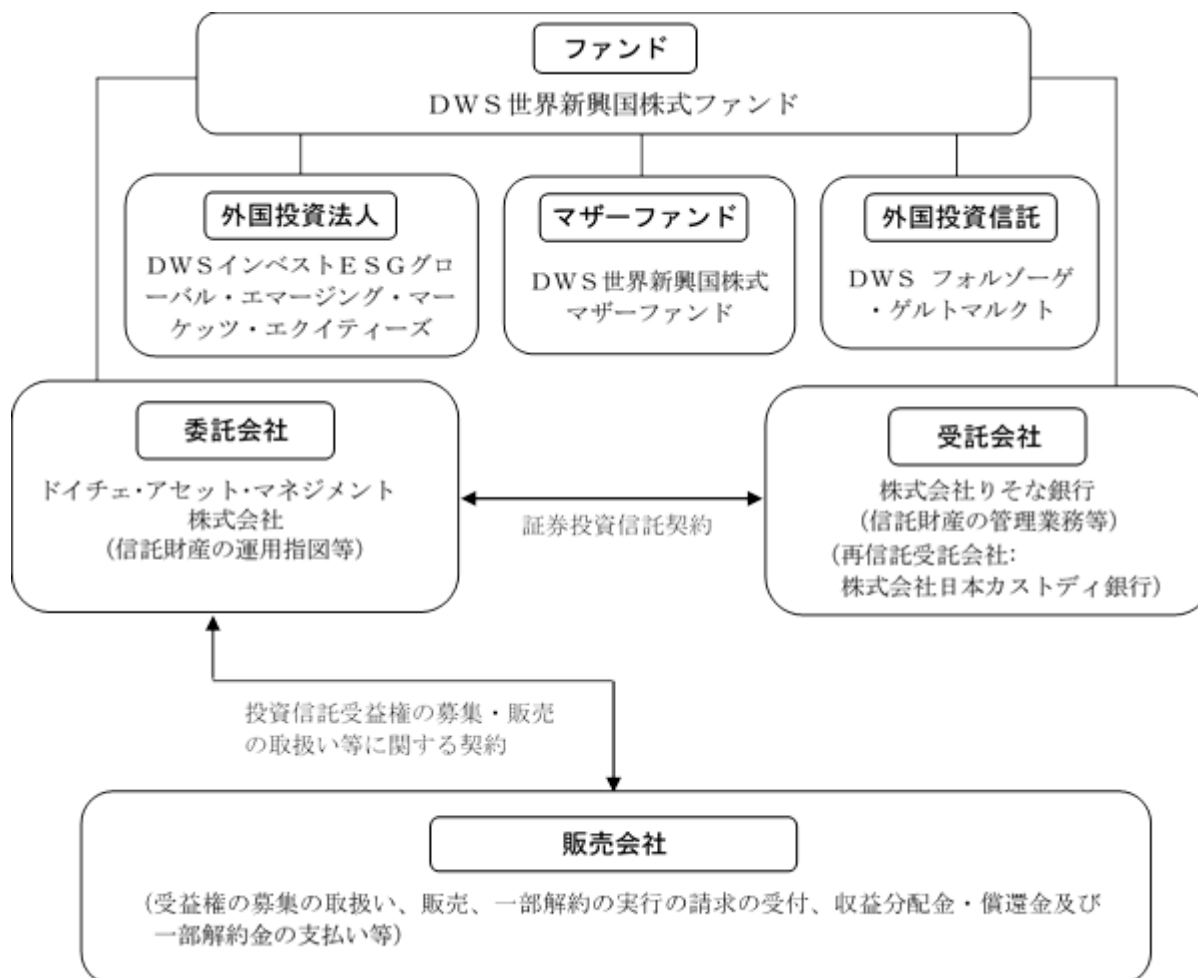 ファンド
DWS世界新興国株式ファンド
外国投資法人
DWSインベストESGグロ
ーバル・エマージング・マー
ケッツ・エクイティーズ
マザーファンド
DWS世界新興国株式
マザーファンド
外国投資信託
DWS フォルゾーゲ
・ゲルトマルクト
委託会社
ドイチェ・アセット・マネジメント
株式会社
(信託財産の運用指図等)
証券投資信託契約
受託会社
株式会社りそな銀行
(信託財産の管理業務等)
(再信託受託会社:
株式会社日本カストディ銀行)
投資信託受益権の募集・販売
の取扱い等に関する契約
販売会社
(受益権の募集の取扱い、販売、一部解約の実行の請求の受付、収益分配金・償還金及び
一部解約金の支払い等)